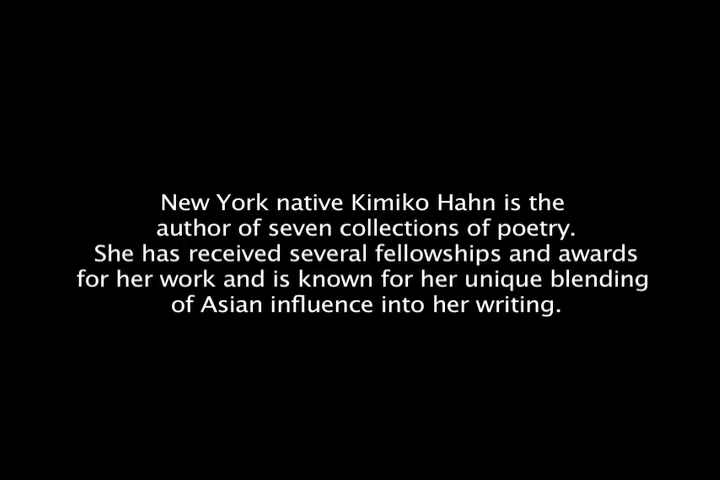 New York native Kimiko Hahn is the
author of seven collections of poetry.
She has received several fellowships and awards
for her work and is known for her unique blending
of Asian influence into her writing.